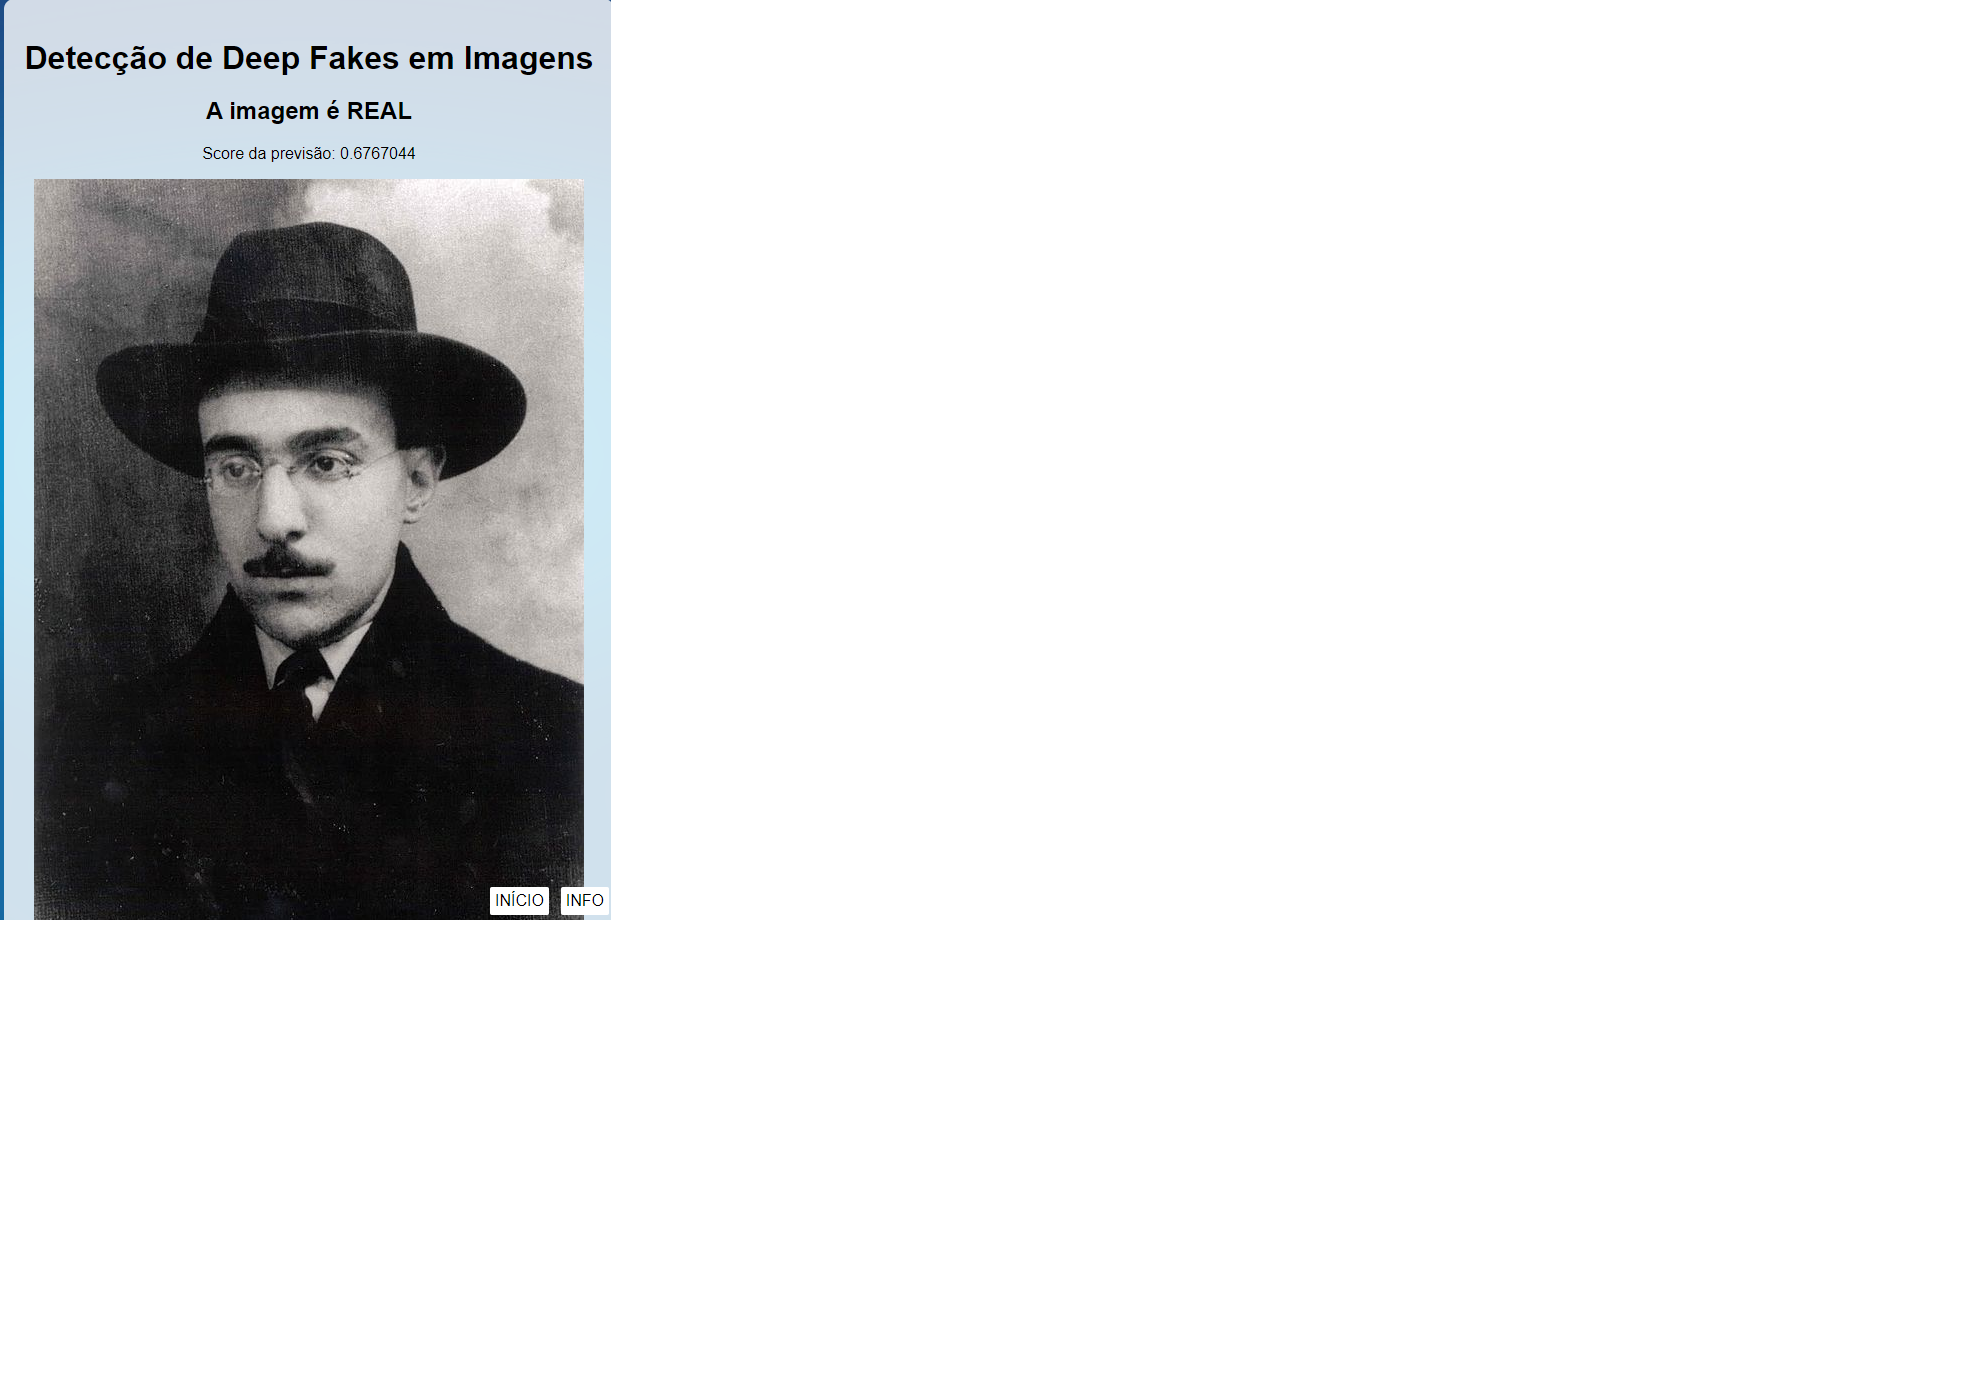 Detecção de Deep Fakes em Imagens
A imagem é REAL
Score da previsão: 0.6767044
INÍCIO
INFO